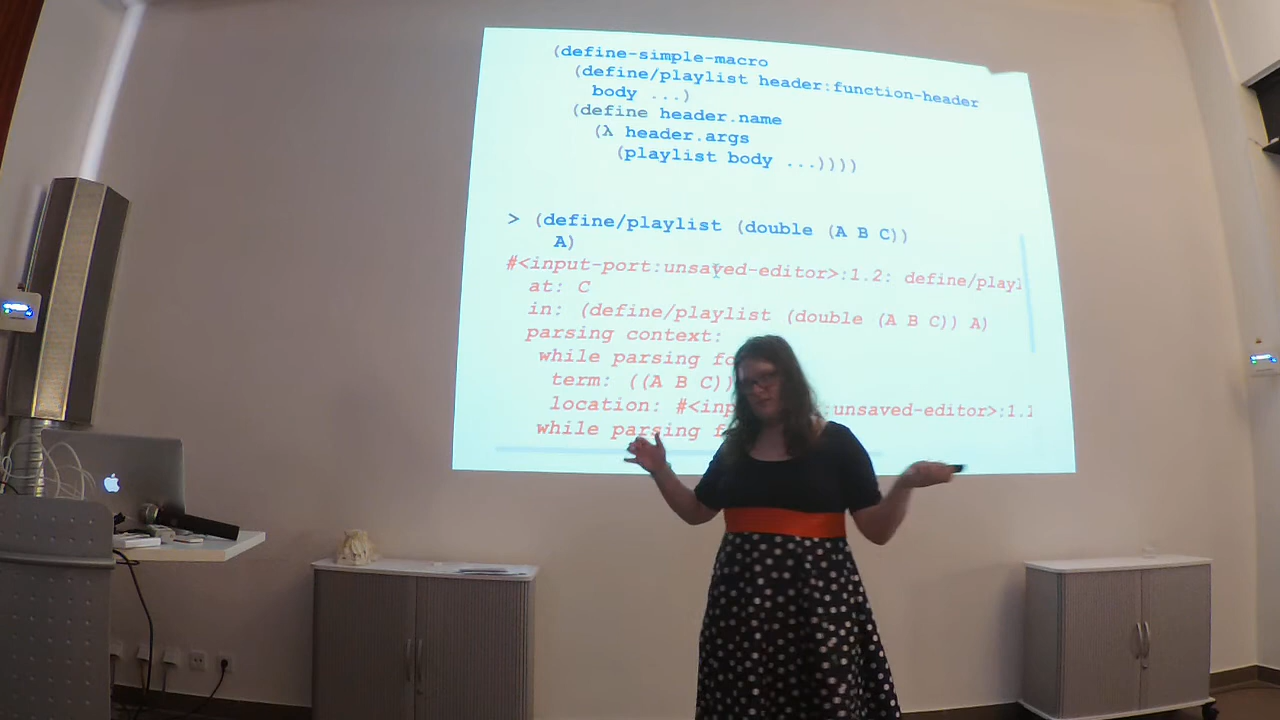 (define-simple-macro
(define/playlist header:function-header
body ...)
(define header.name
(λ header.args
(playlist body ...))))
> (define/playlist (double (A B C))
A)
#<input-port:unsaved-editor>:1.2: define/playl
at: C
in: (define/playlist (double (A B C)) A)
parsing context:
while parsing fo
term: ((A B C))
location: #<inp :unsaved-editor>:1.1
while parsing f